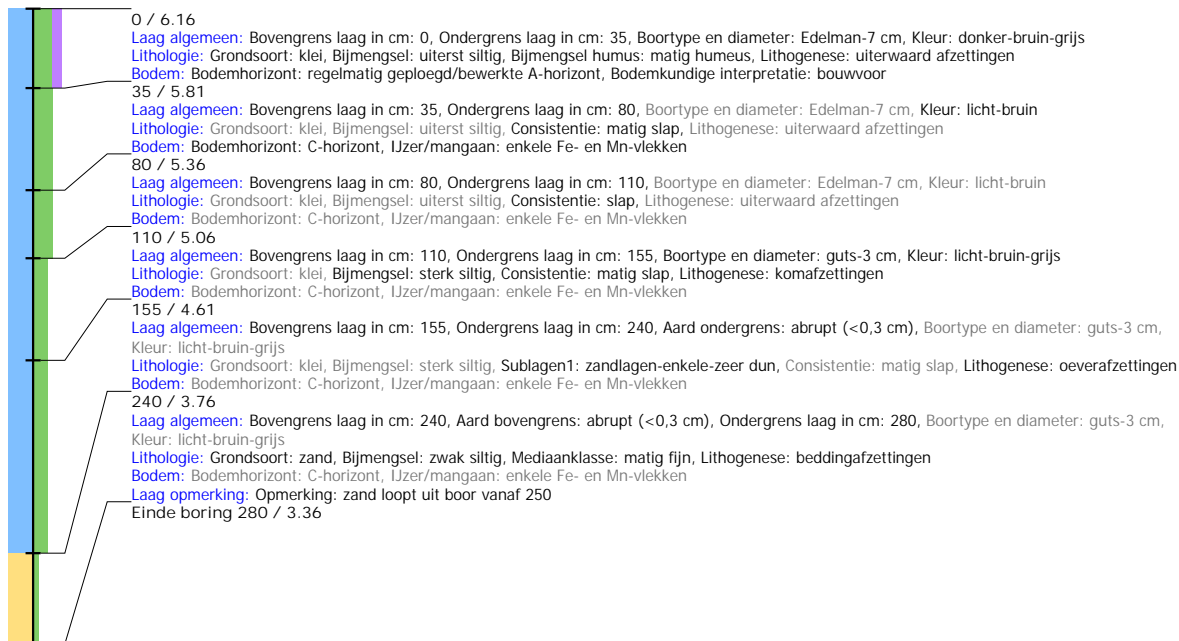 0 / 6.16
Laag algemeen: Bovengrens laag in cm: 0, Ondergrens laag in cm: 35, Boortype en diameter: Edelman-7 cm, Kleur: donker-bruin-grijs
Lithologie: Grondsoort: klei, Bijmengsel: uiterst siltig, Bijmengsel humus: matig humeus, Lithogenese: uiterwaard afzettingen
Bodem: Bodemhorizont: regelmatig geploegd/bewerkte A-horizont, Bodemkundige interpretatie: bouwvoor
35 / 5.81
Laag algemeen: Bovengrens laag in cm: 35, Ondergrens laag in cm: 80, Boortype en diameter: Edelman-7 cm, Kleur: licht-bruin
Lithologie: Grondsoort: klei, Bijmengsel: uiterst siltig, Consistentie: matig slap, Lithogenese: uiterwaard afzettingen
Bodem: Bodemhorizont: C-horizont, IJzer/mangaan: enkele Fe- en Mn-vlekken
80 / 5.36
Laag algemeen: Bovengrens laag in cm: 80, Ondergrens laag in cm: 110, Boortype en diameter: Edelman-7 cm, Kleur: licht-bruin
Lithologie: Grondsoort: klei, Bijmengsel: uiterst siltig, Consistentie: slap, Lithogenese: uiterwaard afzettingen
Bodem: Bodemhorizont: C-horizont, IJzer/mangaan: enkele Fe- en Mn-vlekken
110 / 5.06
Laag algemeen: Bovengrens laag in cm: 110, Ondergrens laag in cm: 155, Boortype en diameter: guts-3 cm, Kleur: licht-bruin-grijs
Lithologie: Grondsoort: klei, Bijmengsel: sterk siltig, Consistentie: matig slap, Lithogenese: komafzettingen
Bodem: Bodemhorizont: C-horizont, IJzer/mangaan: enkele Fe- en Mn-vlekken
155 / 4.61
Laag algemeen: Bovengrens laag in cm: 155, Ondergrens laag in cm: 240, Aard ondergrens: abrupt (<0,3 cm), Boortype en diameter: guts-3 cm,
Kleur: licht-bruin-grijs
Lithologie: Grondsoort: klei, Bijmengsel: sterk siltig, Sublagen1: zandlagen-enkele-zeer dun, Consistentie: matig slap, Lithogenese: oeverafzettingen
Bodem: Bodemhorizont: C-horizont, IJzer/mangaan: enkele Fe- en Mn-vlekken
240 / 3.76
Laag algemeen: Bovengrens laag in cm: 240, Aard bovengrens: abrupt (<0,3 cm), Ondergrens laag in cm: 280, Boortype en diameter: guts-3 cm,
Kleur: licht-bruin-grijs
Lithologie: Grondsoort: zand, Bijmengsel: zwak siltig, Mediaanklasse: matig fijn, Lithogenese: beddingafzettingen
Bodem: Bodemhorizont: C-horizont, IJzer/mangaan: enkele Fe- en Mn-vlekken
Laag opmerking: Opmerking: zand loopt uit boor vanaf 250
Einde boring 280 / 3.36